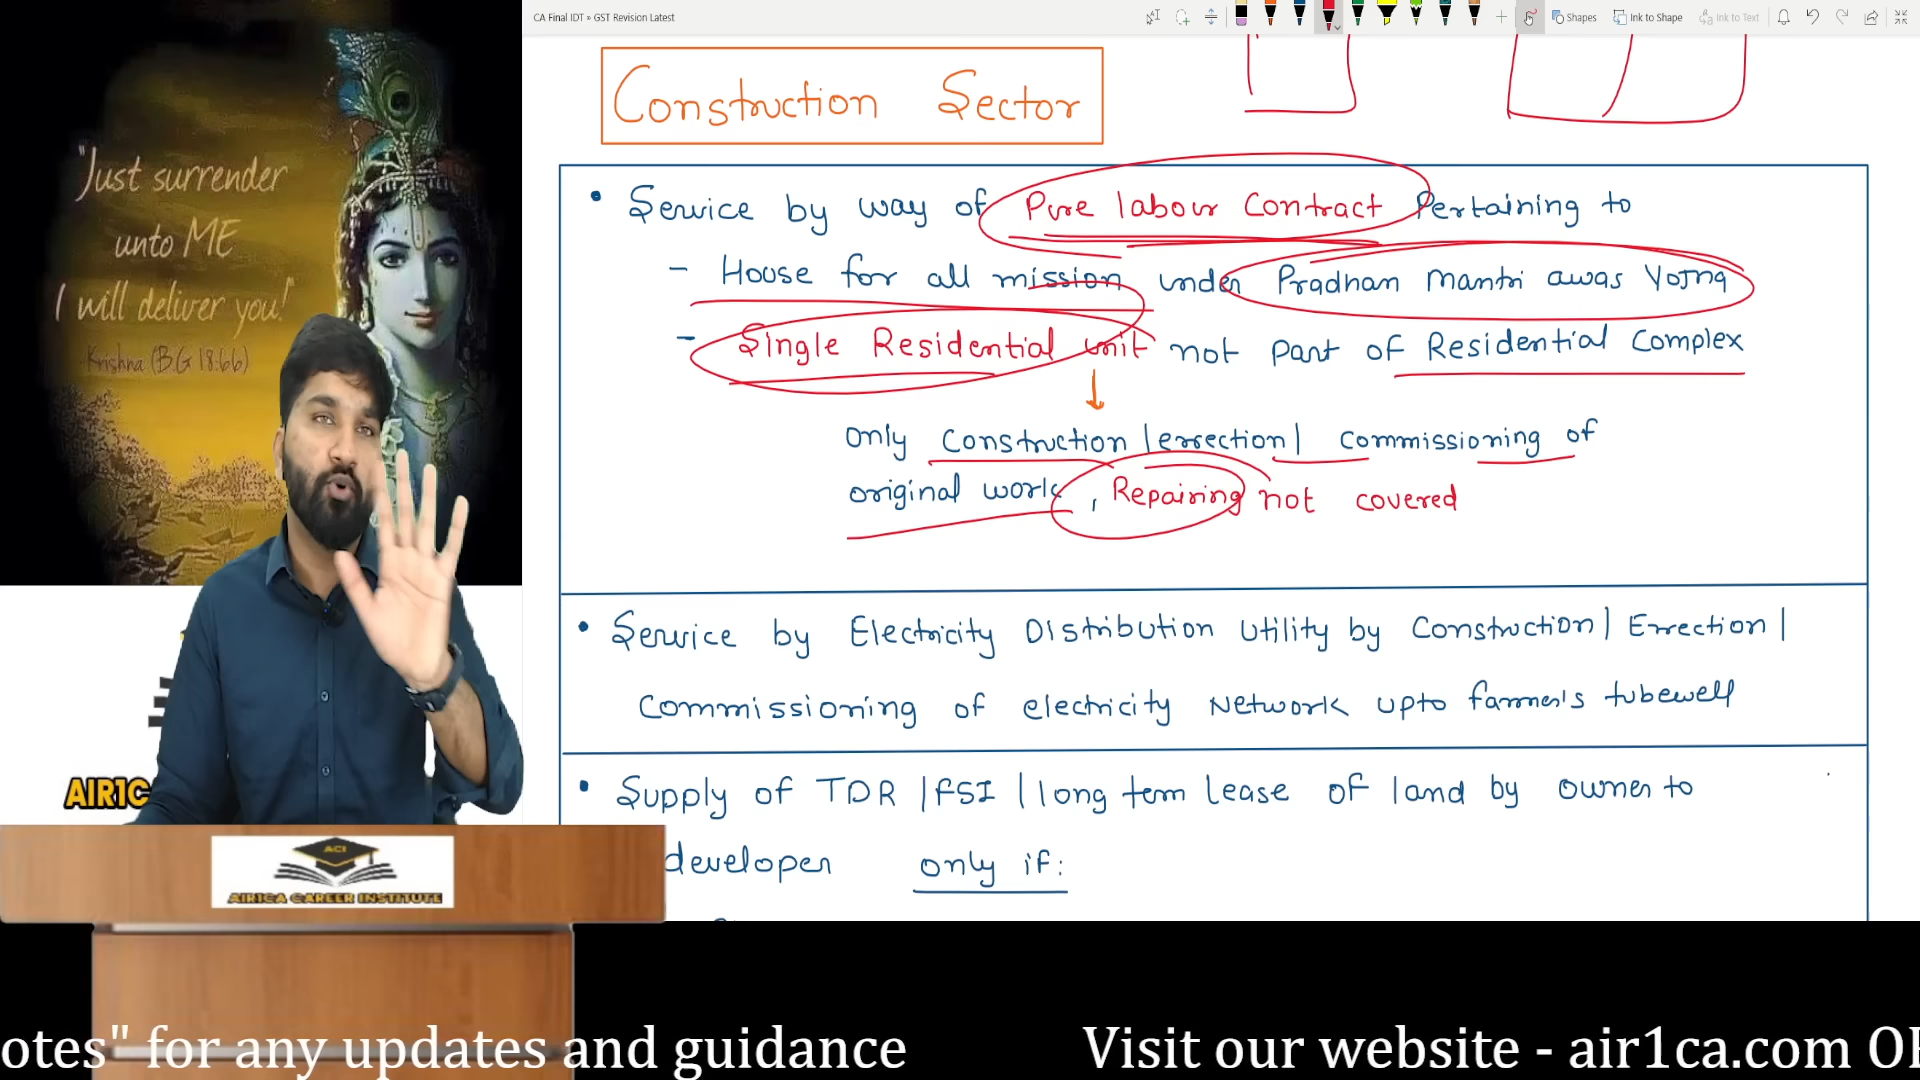 CA Final IDT » GST Revision Latest
Shapes
Ink to Shape
Ink to Text
Construction Sector
"Just surrender
unto ME
I will deliver you!"
Krishna (B.G 18:66)
• Service by way of Pure labour Contract Pertaining to
- House for all mission under Pradhan Mantri awas Yojna
- Single Residential unit not part of Residential Complex
only Construction | errection | commissioning of
original work, Repairing not covered
• Service by Electricity Distribution Utility by Construction | Errection |
Commissioning of electricity Network upto farmer's tubewell
• Supply of TDR | FSI | long term lease of land by owner to
developer only if:
AIR1C
ACI
AIR1CA CAREER INSTITUTE
otes" for any updates and guidance
Visit our website - air1ca.com